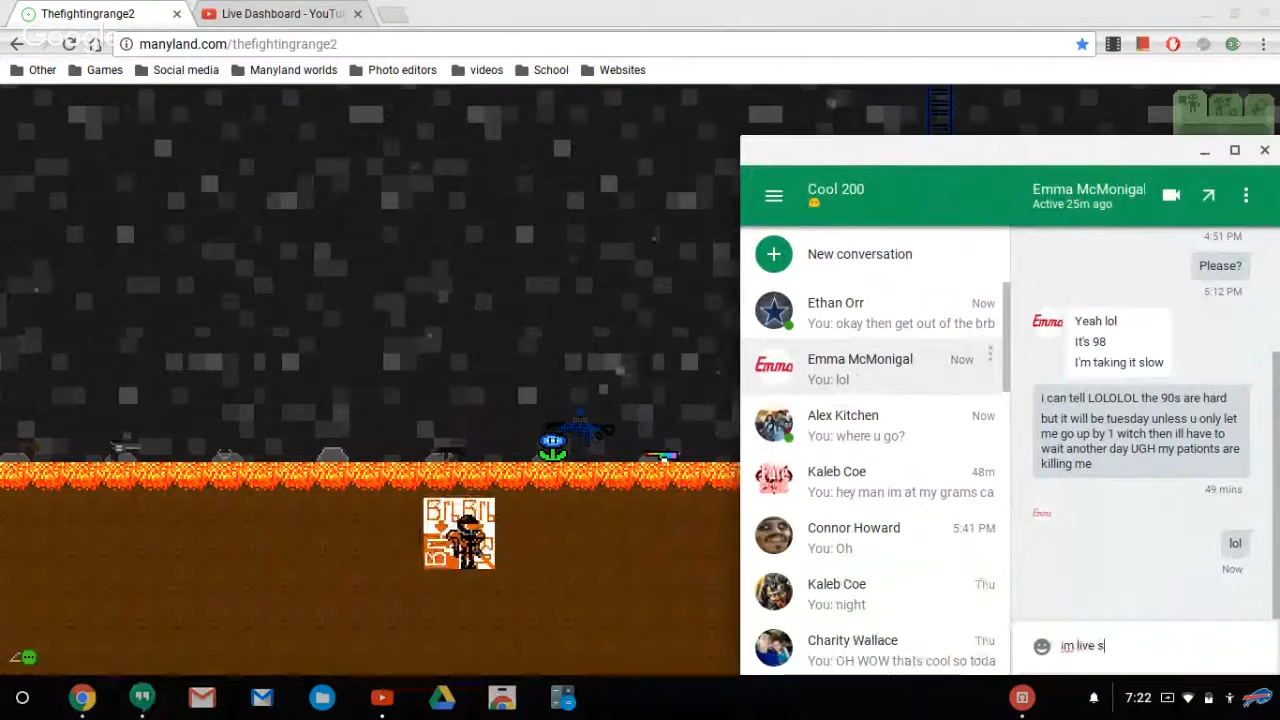 Thefightingrange2
Live Dashboard - YouTu
Google
manyland.com/thefightingrange2
Other Games Social media Manyland worlds Photo editors videos School Websites
Cool 200
Emma McMonigal
Active 25m ago
New conversation
Ethan Orr Now
You: okay then get out of the brb
Emma McMonigal Now
You: lol
Alex Kitchen Now
You: where u go?
Kaleb Coe 48m
You: hey man im at my grams ca
Connor Howard 5:41 PM
You: Oh
Kaleb Coe Thu
You: night
Charity Wallace Thu
You: OH WOW thats cool so toda
4:51 PM
Please?
5:12 PM
Emma
Yeah lol
It's 98
I'm taking it slow
i can tell LOLOLOL the 90s are hard
but it will be tuesday unless u only let
me go up by 1 witch then ill have to
wait another day UGH my pationts are
killing me
49 mins
Emma
lol
Now
im live s
Emma
Brb Brb
7:22